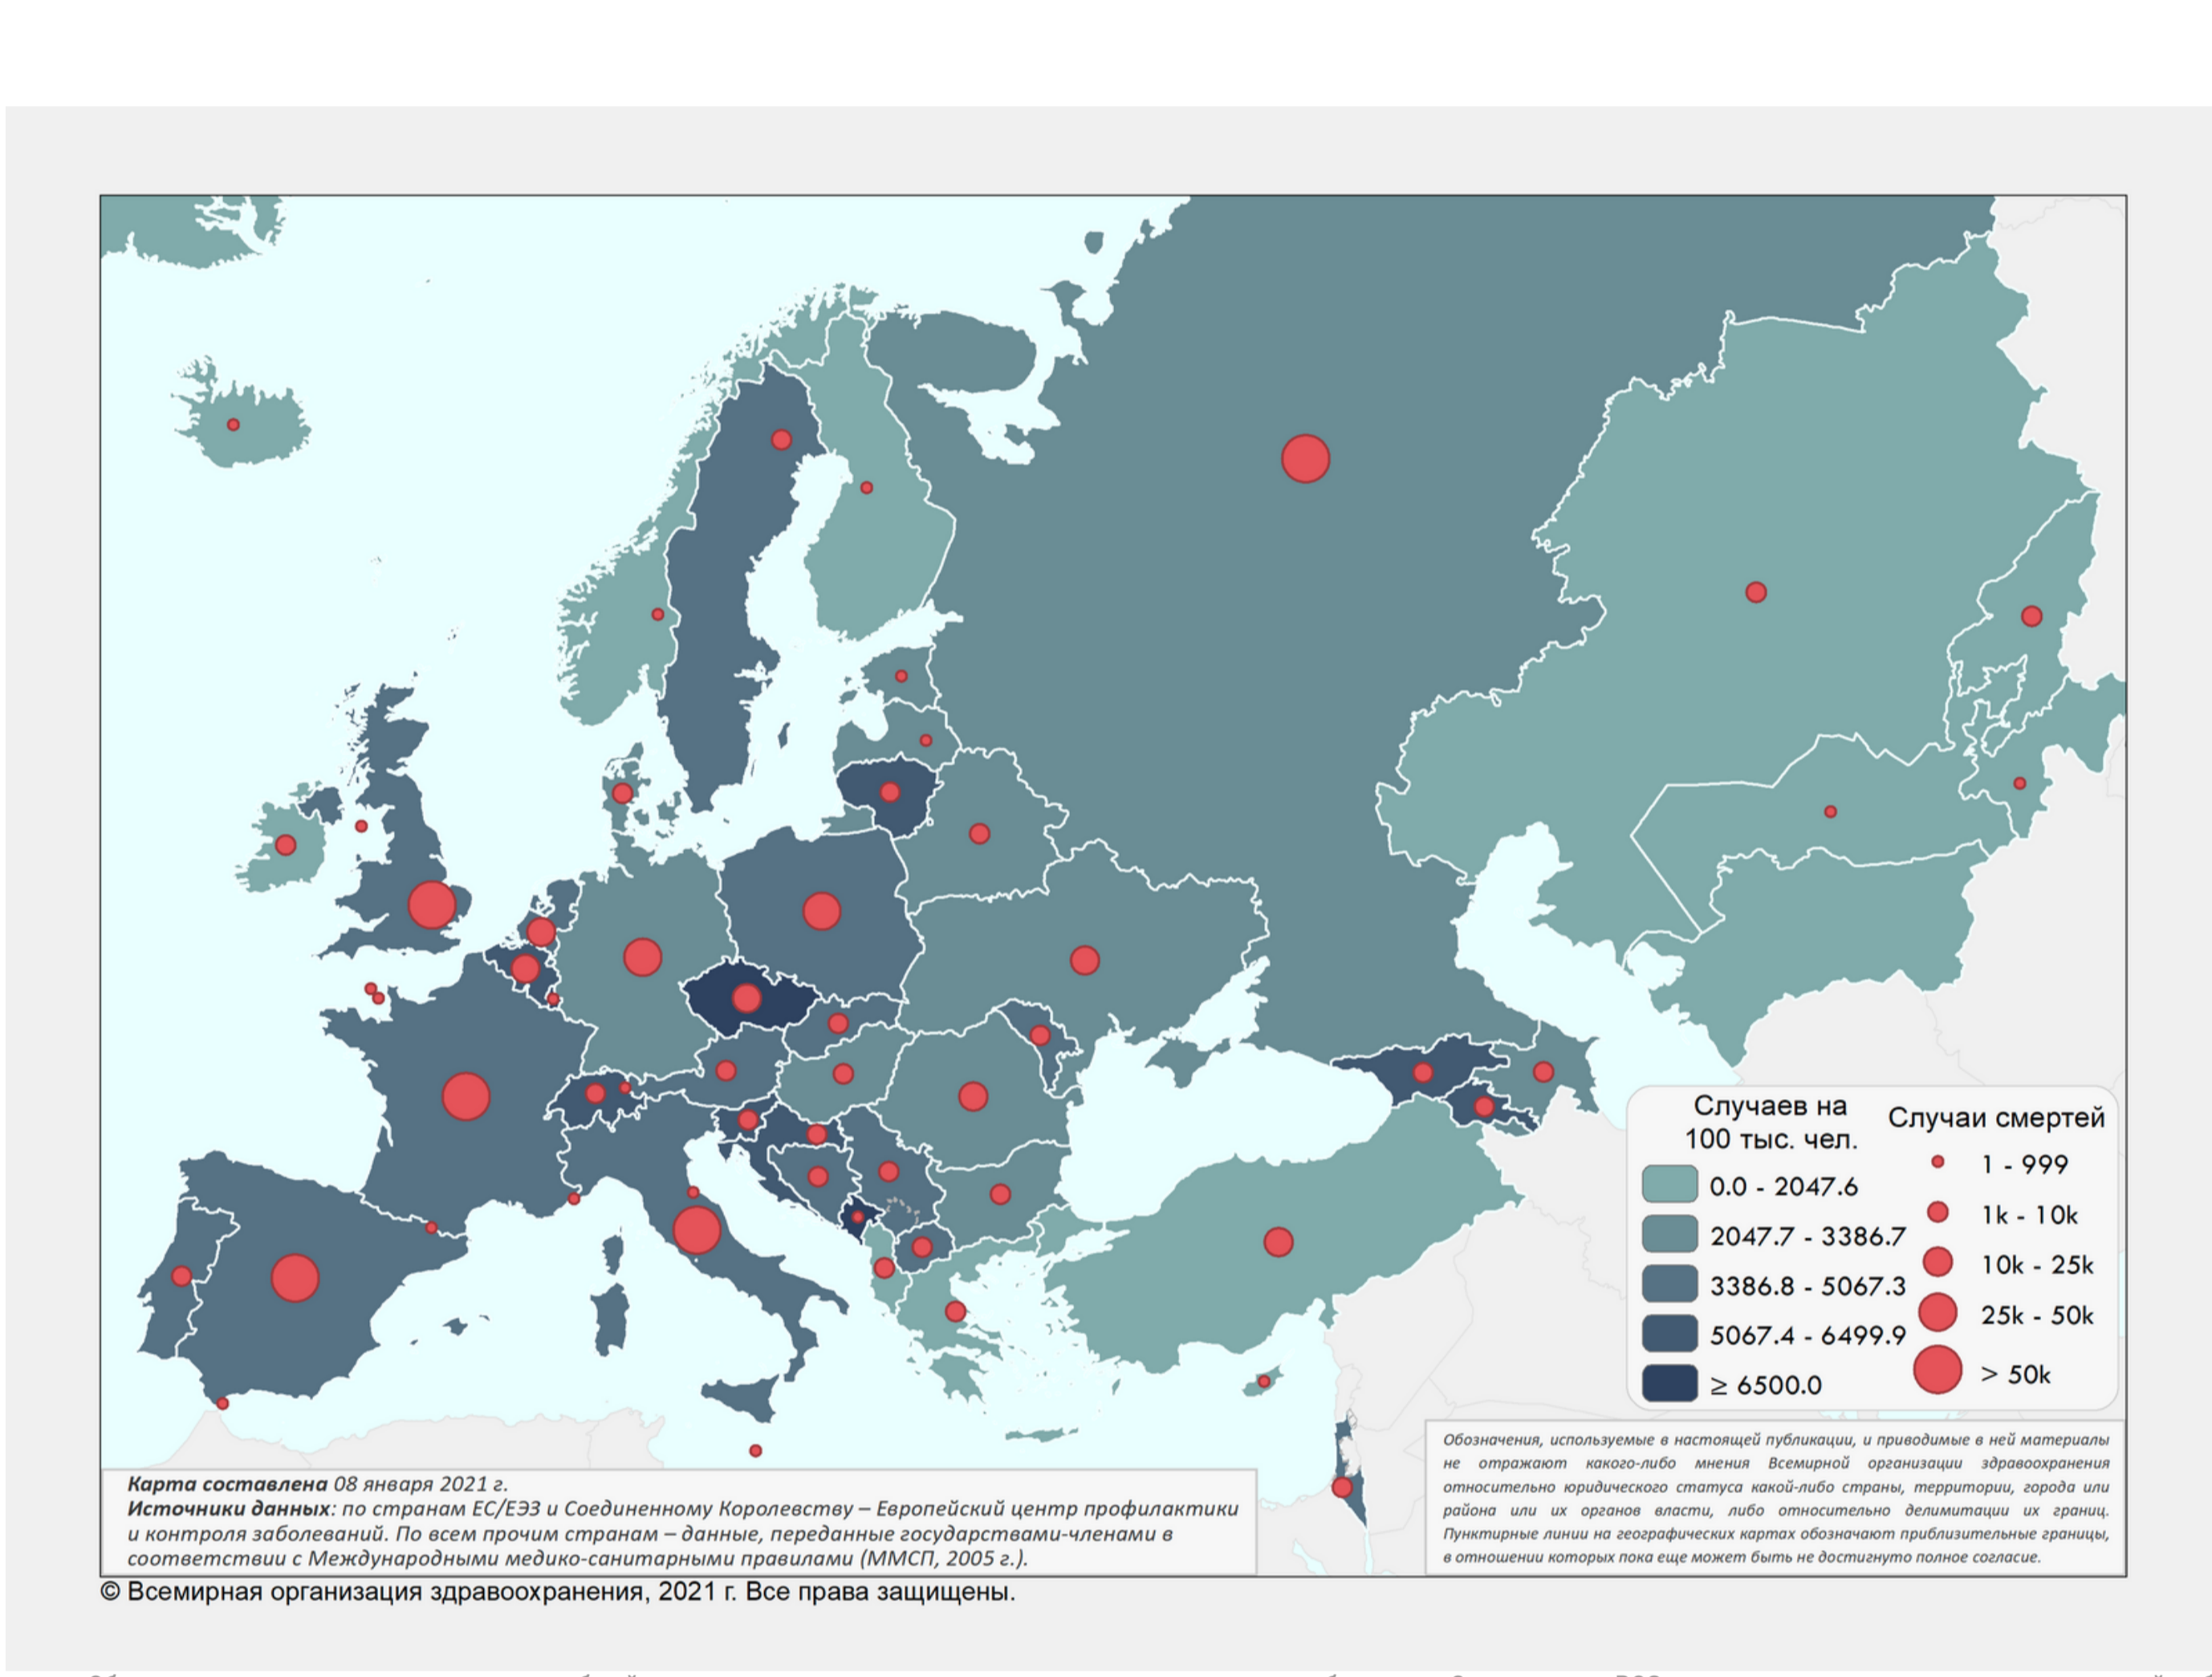 Случаев на
100 тыс. чел.
0.0 - 2047.6
2047.7 - 3386.7
3386.8 - 5067.3
5067.4 - 6499.9
≥ 6500.0
Случаи смертей
1 - 999
1k - 10k
10k - 25k
25k - 50k
> 50k
Обозначения, используемые в настоящей публикации, и приводимые в ней материалы
не отражают какого-либо мнения Всемирной организации здравоохранения
относительно юридического статуса какой-либо страны, территории, города или
района или их органов власти, либо относительно делимитации их границ.
Пунктирные линии на географических картах обозначают приблизительные границы,
в отношении которых пока еще может быть не достигнуто полное согласие.
Карта составлена 08 января 2021 г.
Источники данных: по странам ЕС/ЕЭЗ и Соединенному Королевству – Европейский центр профилактики
и контроля заболеваний. По всем прочим странам – данные, переданные государствами-членами в
соответствии с Международными медико-санитарными правилами (ММСП, 2005 г.).
© Всемирная организация здравоохранения, 2021 г. Все права защищены.